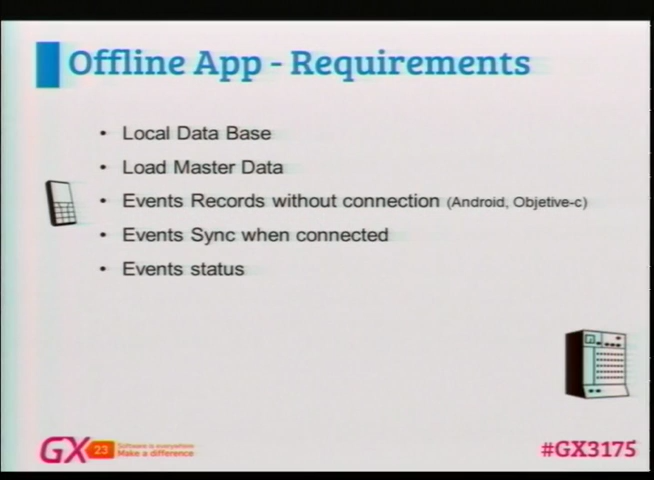 Offline App - Requirements
• Local Data Base
• Load Master Data
• Events Records without connection (Android, Objetive-c)
• Events Sync when connected
• Events status
GX 23
Software is everywhere
Make a difference
#GX3175